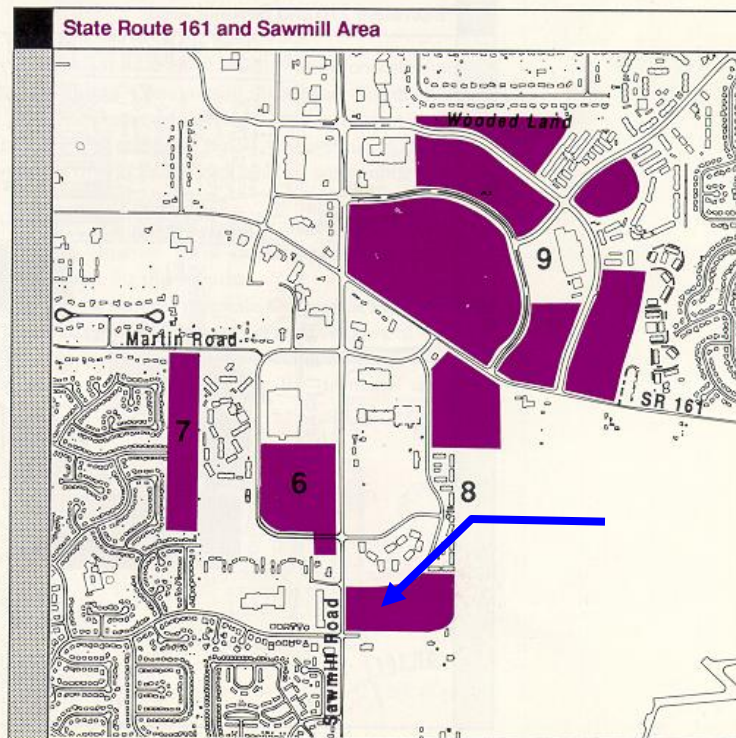 State Route 161 and Sawmill Area
Wooded Land
9
Martin Road
SR 161
7
6
8
Sawmill Road